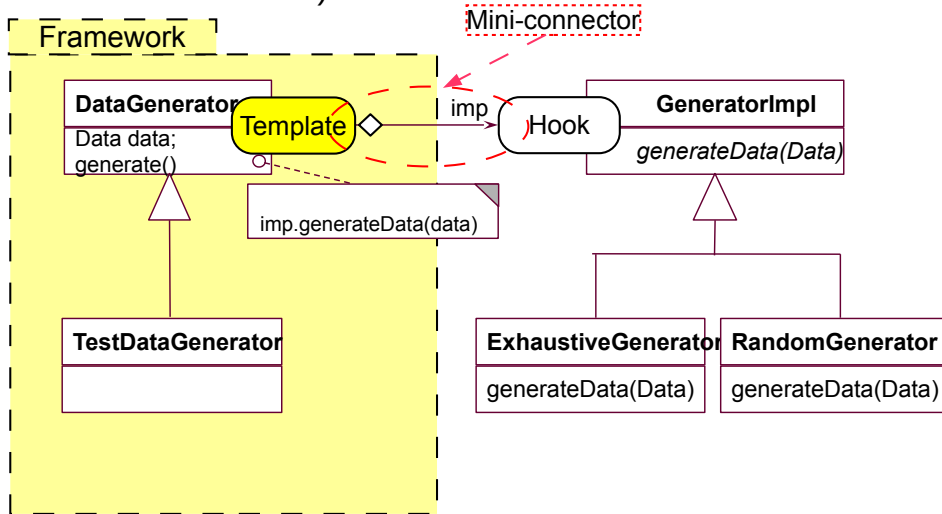 )
Mini-connector
Framework
DataGenerator
Data data;
generate()
Template
imp
Hook
GeneratorImpl
generateData(Data)
imp.generateData(data)
TestDataGenerator
ExhaustiveGenerator
generateData(Data)
RandomGenerator
generateData(Data)